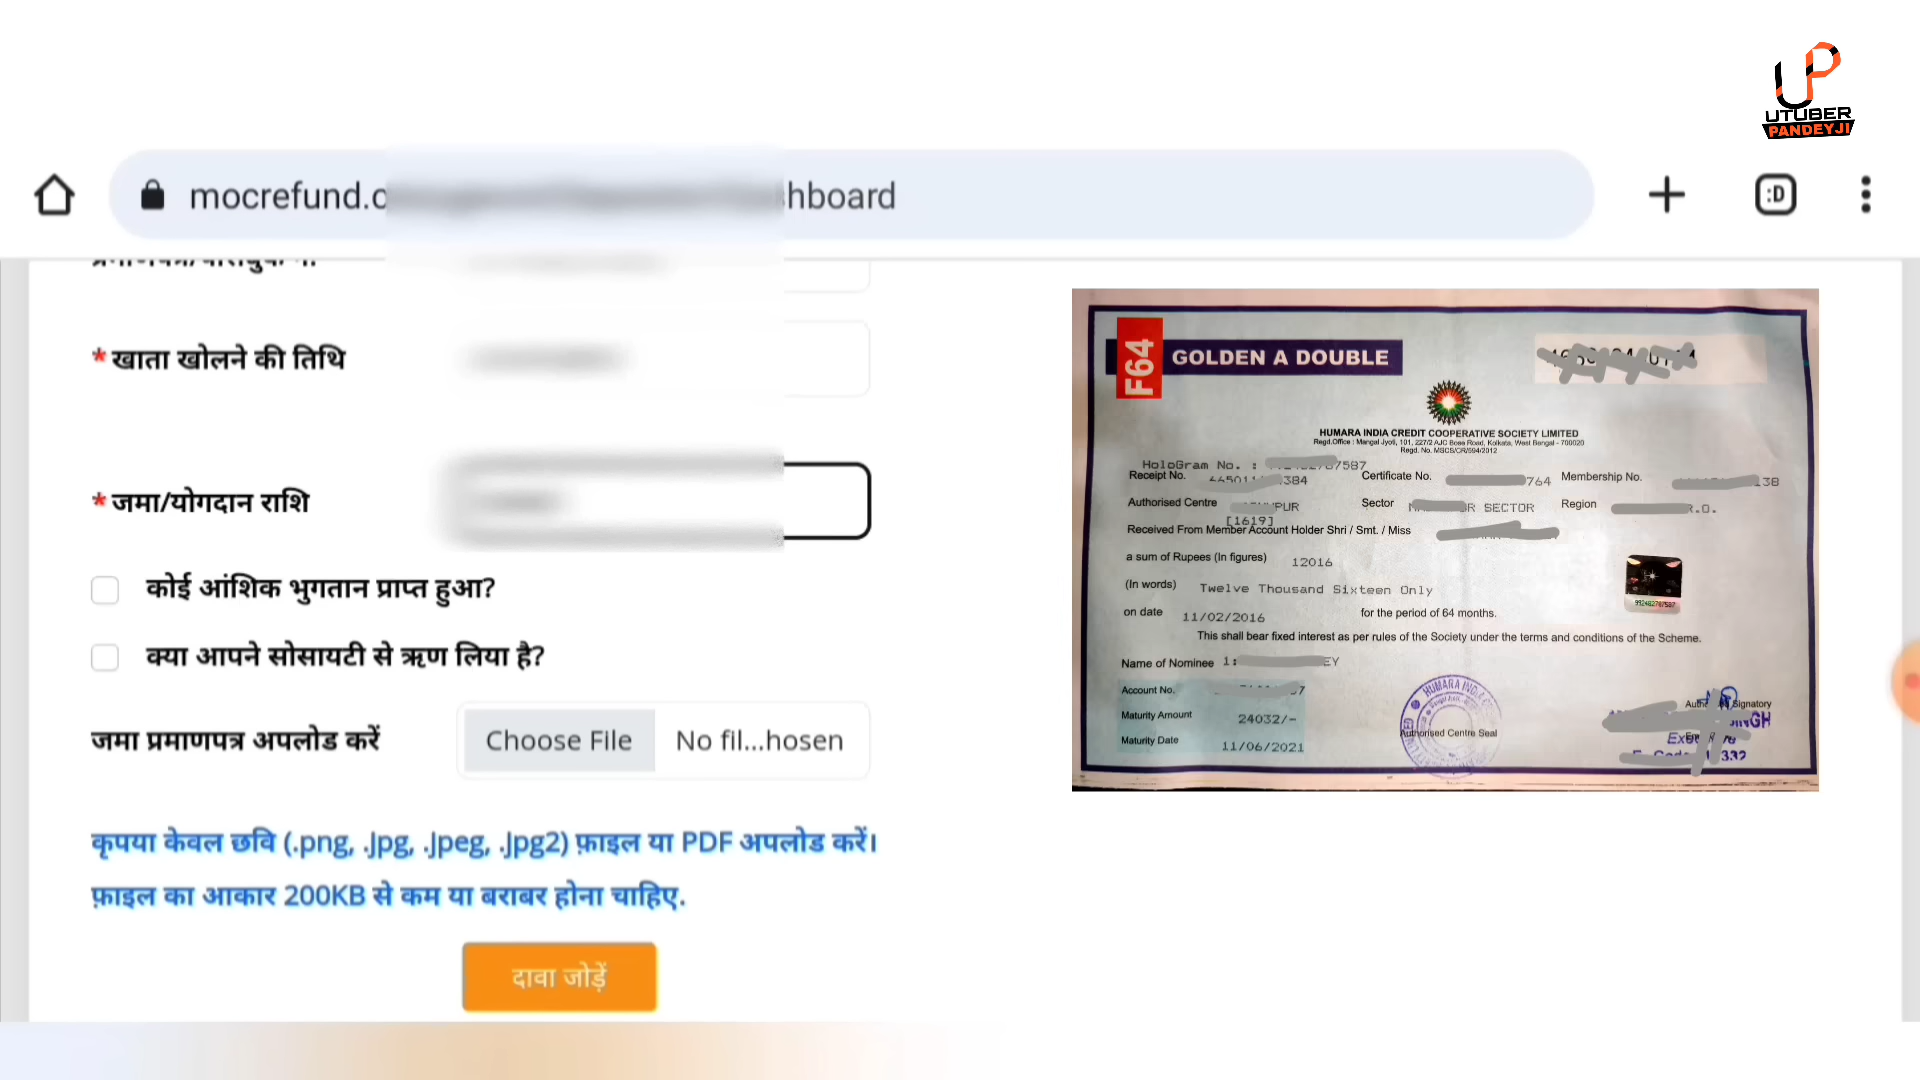 UP
UTUBER
PANDEYJI
mocrefund.c
hboard
* खाता खोलने की तिथि
* जमा/योगदान राशि
कोई आंशिक भुगतान प्राप्त हुआ?
क्या आपने सोसायटी से ऋण लिया है?
जमा प्रमाणपत्र अपलोड करें
Choose File No fil...hosen
कृपया केवल छवि (.png, .Jpg, .Jpeg, .Jpg2) फ़ाइल या PDF अपलोड करें।
फ़ाइल का आकार 200KB से कम या बराबर होना चाहिए.
दावा जोड़ें
F64
GOLDEN A DOUBLE
HUMARA INDIA CREDIT COOPERATIVE SOCIETY LIMITED
Regd.Office : Mangal Jyoti, 101, 227/2 AJC Bose Road, Kolkata, West Bengal - 700020
Regd. No. MSCS/CR/594/2012
HoloGram No. : 7587
Receipt No. 384 Certificate No. 764 Membership No. 138
Authorised Centre PUR Sector R SECTOR Region R.O.
[1619]
Received From Member Account Holder Shri / Smt. / Miss
a sum of Rupees (In figures) 12016
(In words) Twelve Thousand Sixteen Only
on date 11/02/2016 for the period of 64 months.
This shall bear fixed interest as per rules of the Society under the terms and conditions of the Scheme.
Name of Nominee 1: EY
Account No. 7
Maturity Amount 24032/-
Maturity Date 11/06/2021
HUMARA INDIA
Authorised Centre Seal
Signatory
332